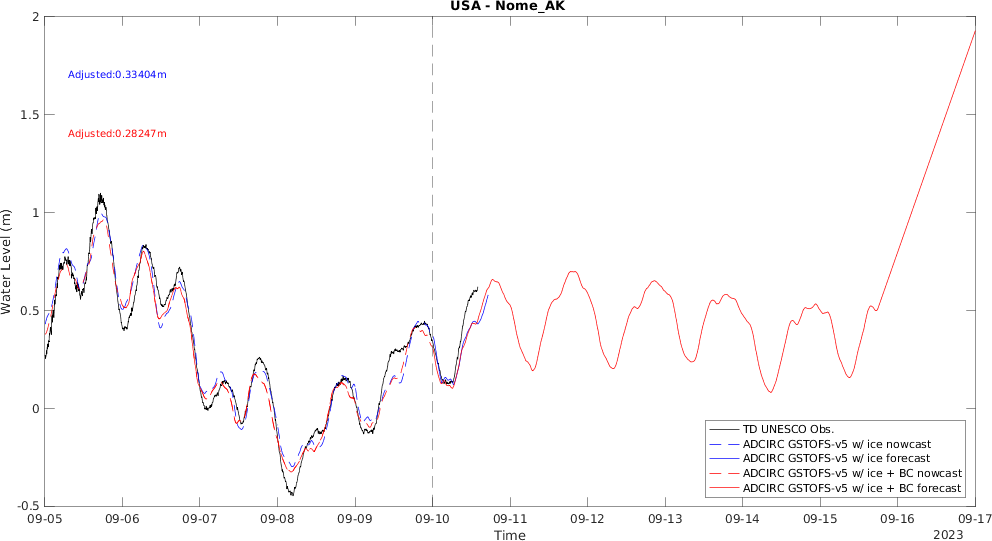 USA - Nome_AK
Adjusted:0.33404m
Adjusted:0.28247m
Water Level (m)
2
1.5
1
0.5
0
-0.5
TD UNESCO Obs.
ADCIRC GSTOFS-v5 w/ ice nowcast
ADCIRC GSTOFS-v5 w/ ice forecast
ADCIRC GSTOFS-v5 w/ ice + BC nowcast
ADCIRC GSTOFS-v5 w/ ice + BC forecast
09-05 09-06 09-07 09-08 09-09 09-10 09-11 09-12 09-13 09-14 09-15 09-16 09-17
Time
2023